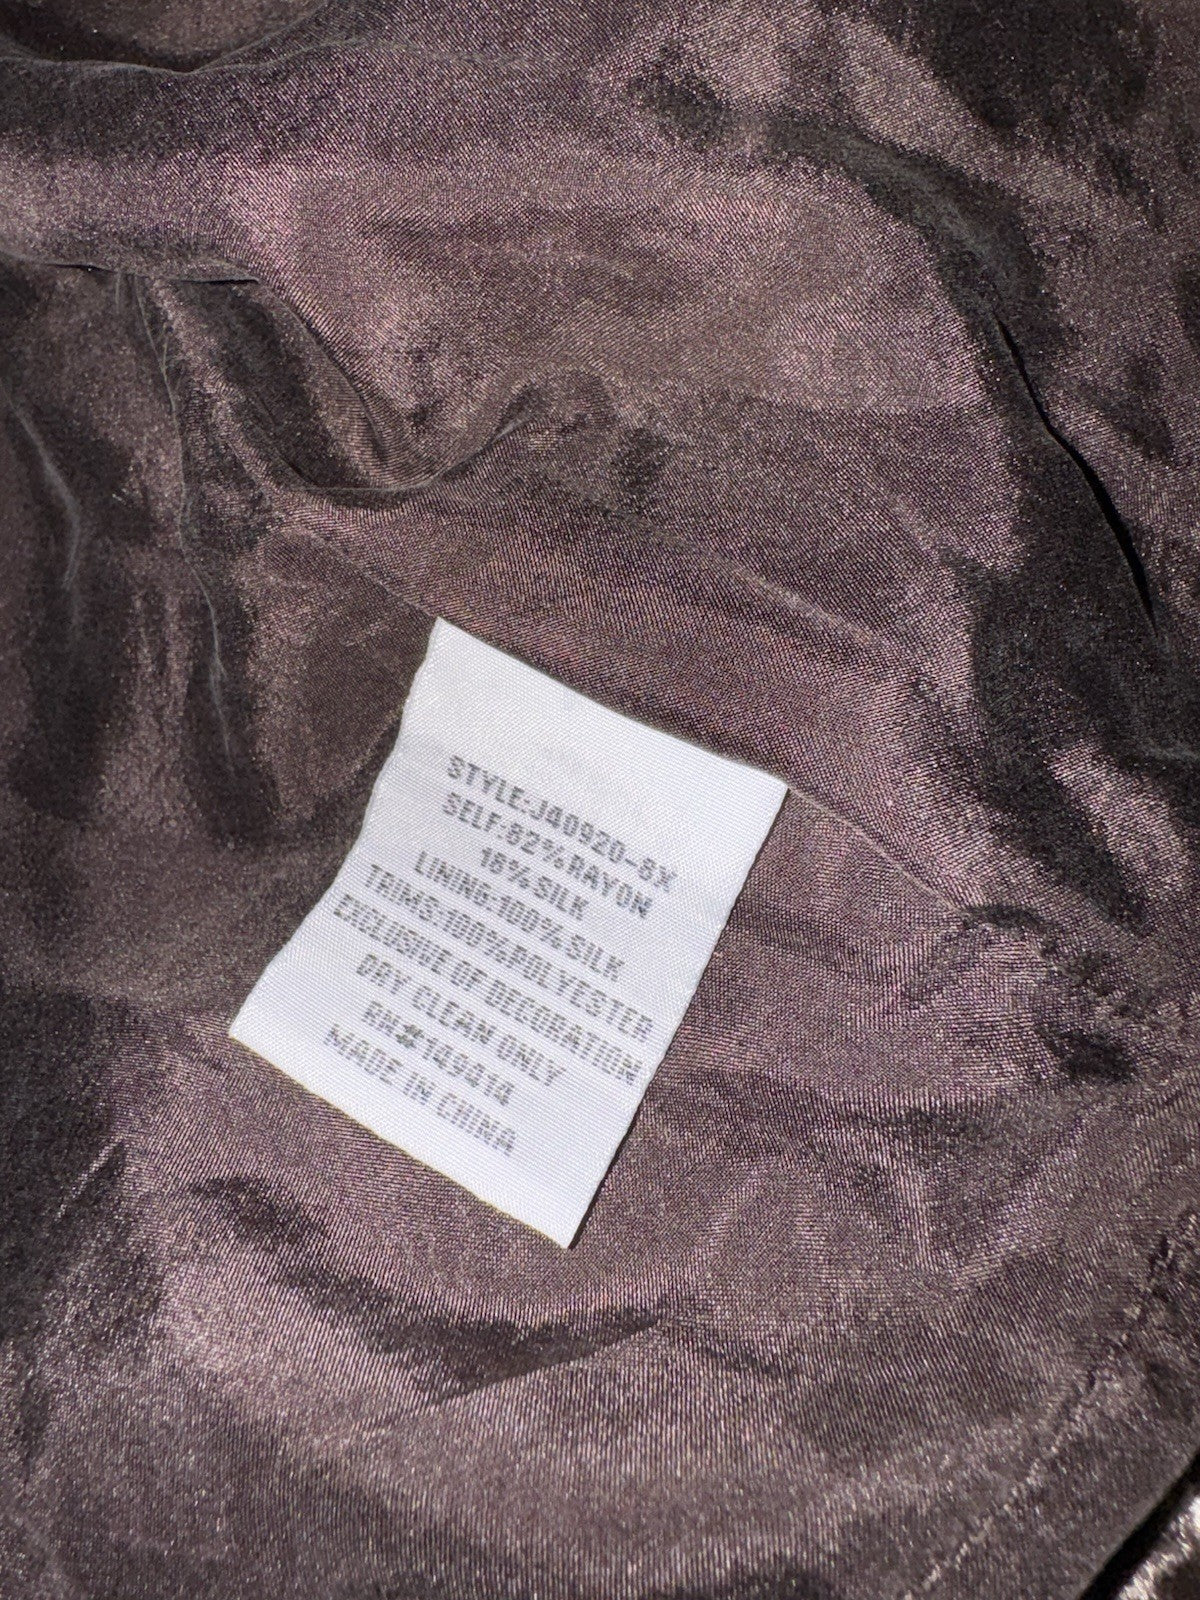 STYLE:J40920-8X
SELF:82%RAYON
18%SILK
LINING:100%SILK
TRIMS:100%POLYESTER
EXCLUSIVE OF DECORATION
DRY CLEAN ONLY
RN#149414
MADE IN CHINA